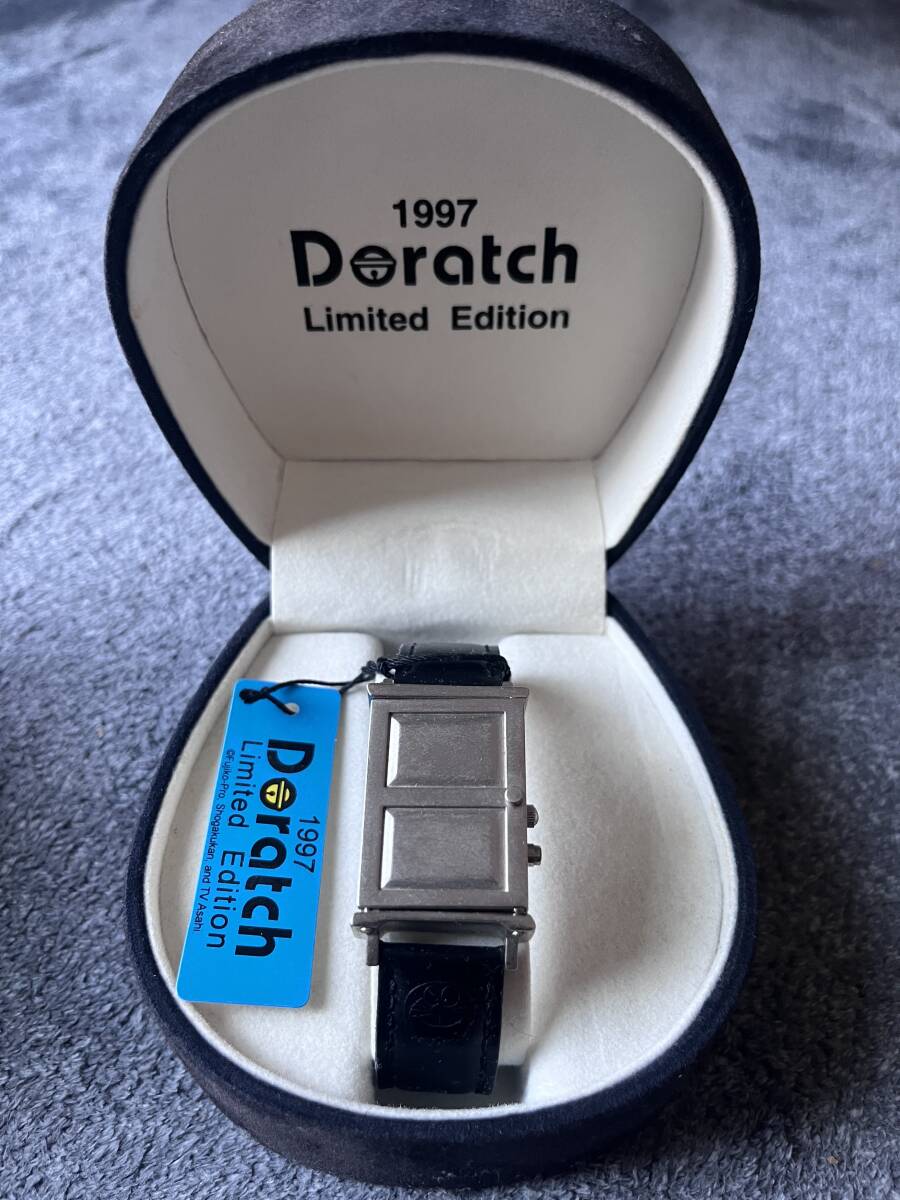 1997
Doratch
Limited Edition
1997
Doratch
Limited Edition
©Fujiko-Pro, Shogakukan, and TV Asahi